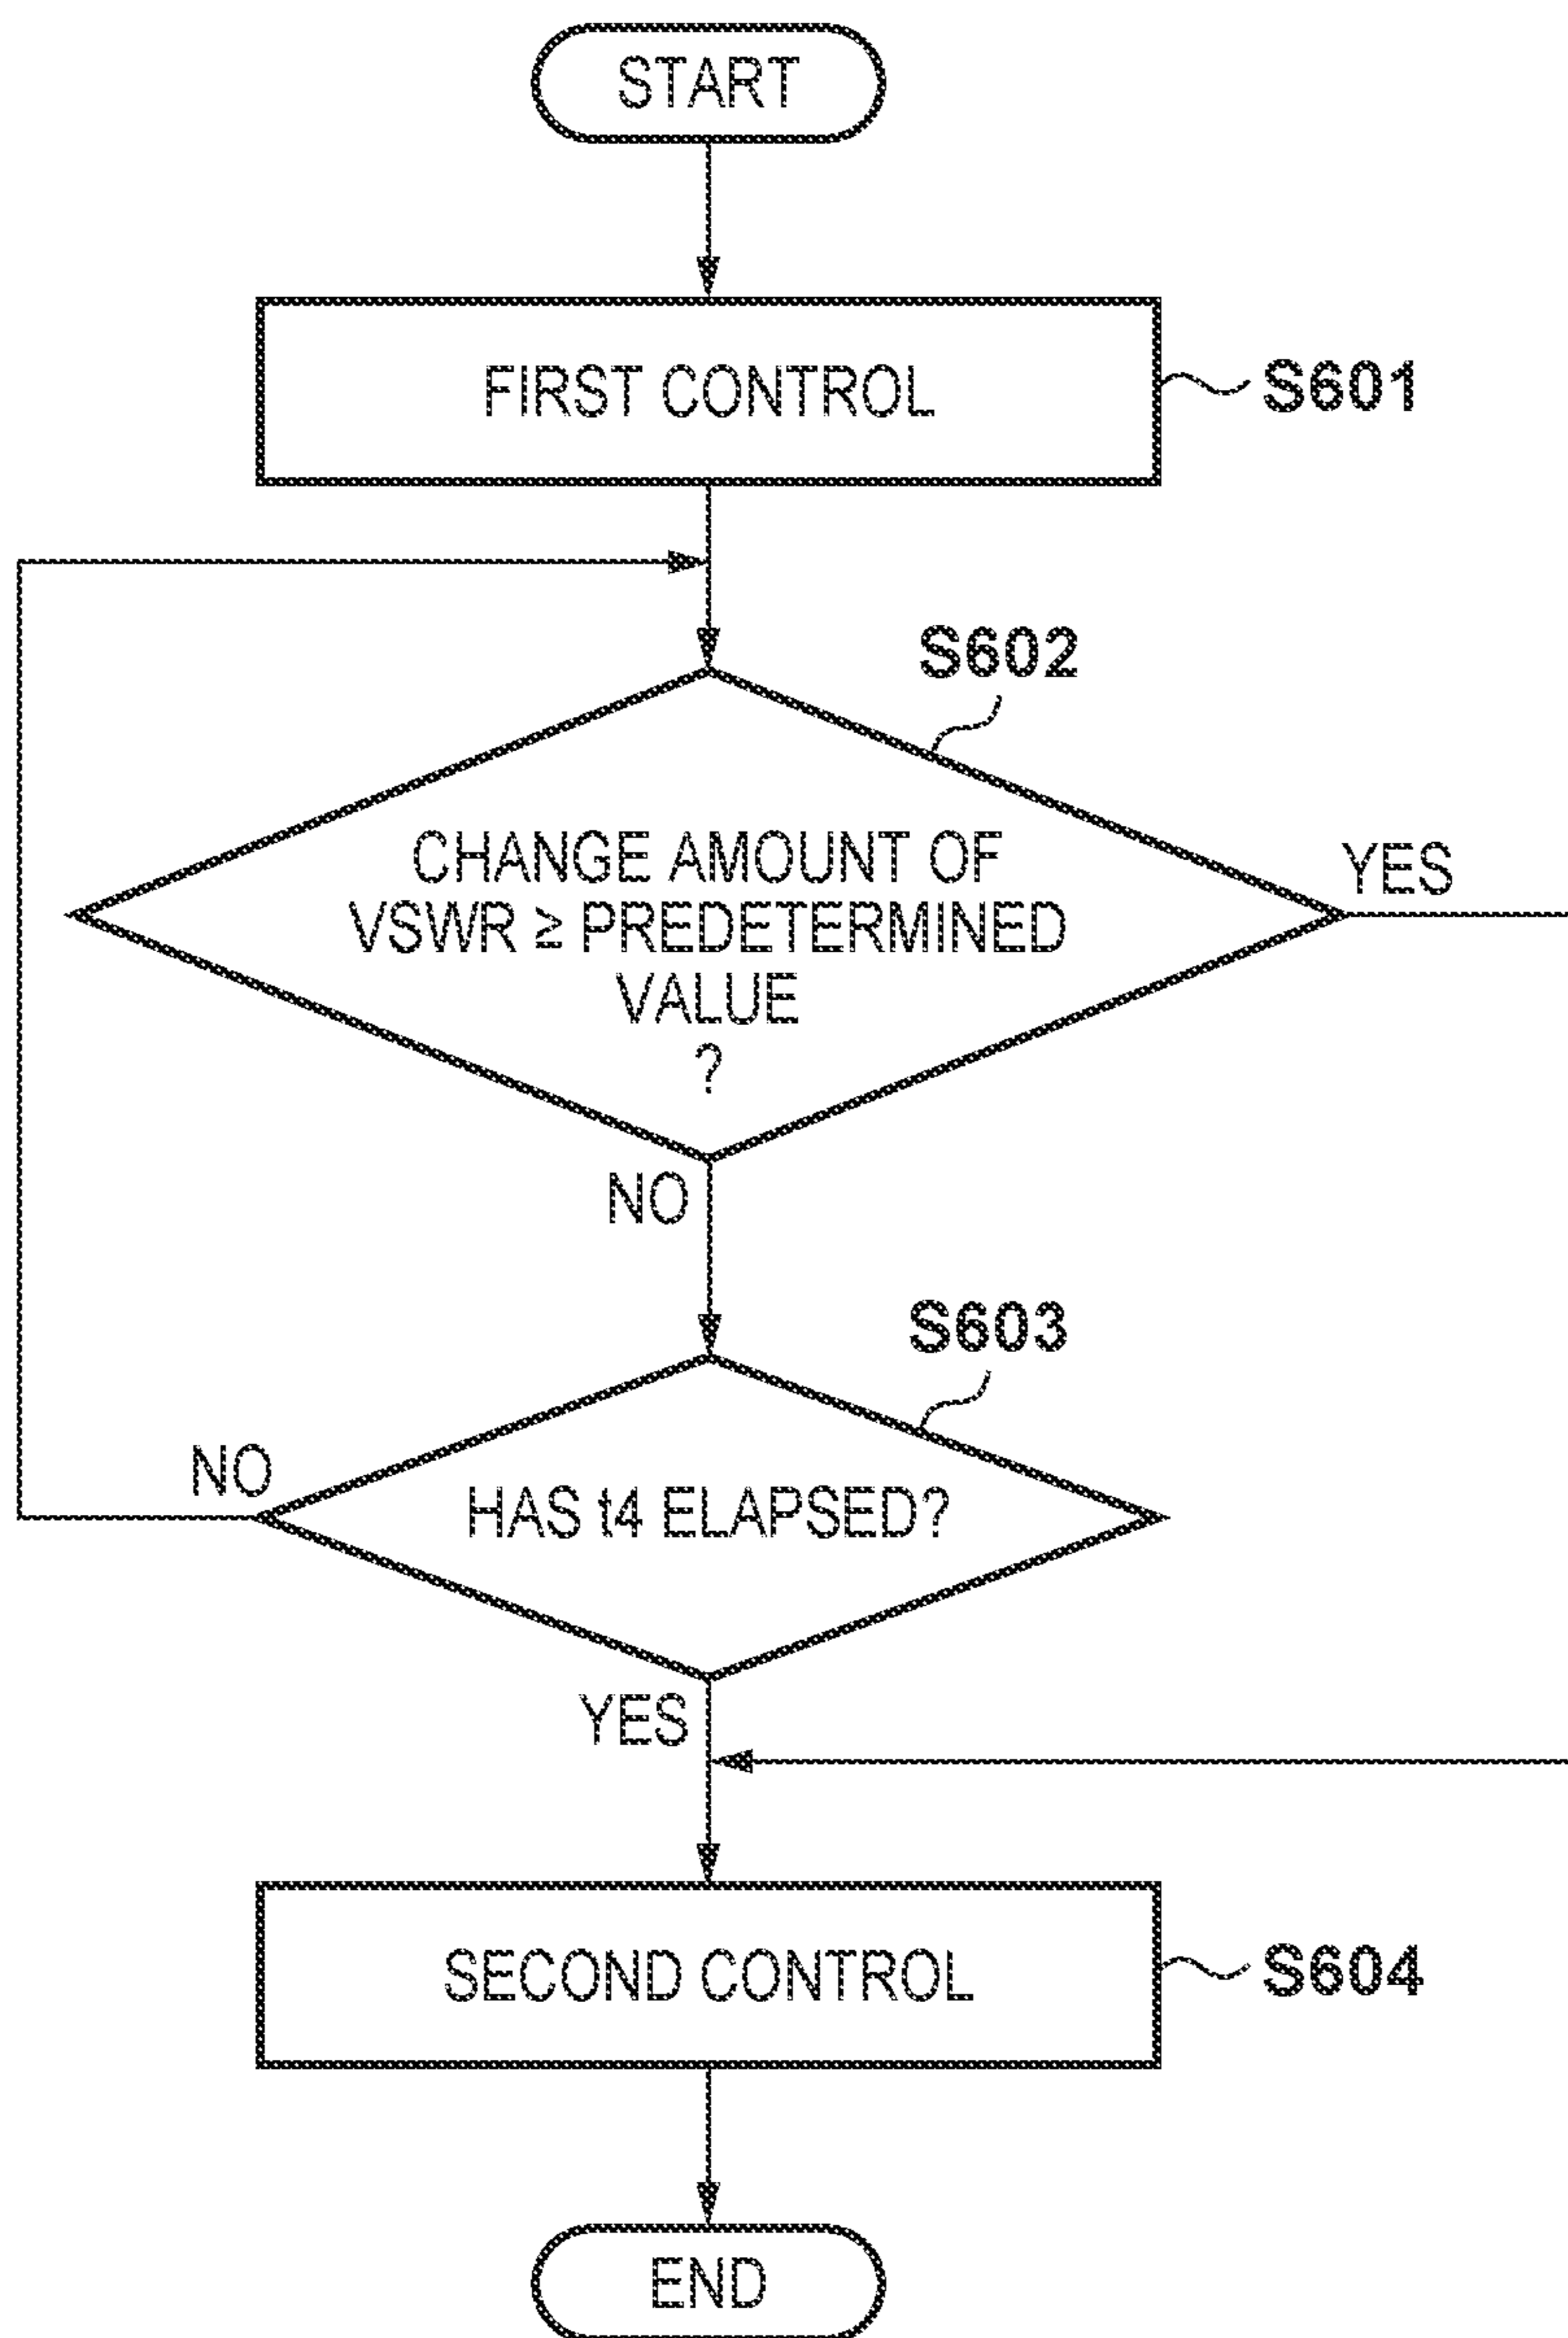 START
FIRST CONTROL
S601
S602
CHANGE AMOUNT OF
VSWR ≥ PREDETERMINED
VALUE
?
YES
NO
S603
HAS t4 ELAPSED?
NO
YES
SECOND CONTROL
S604
END